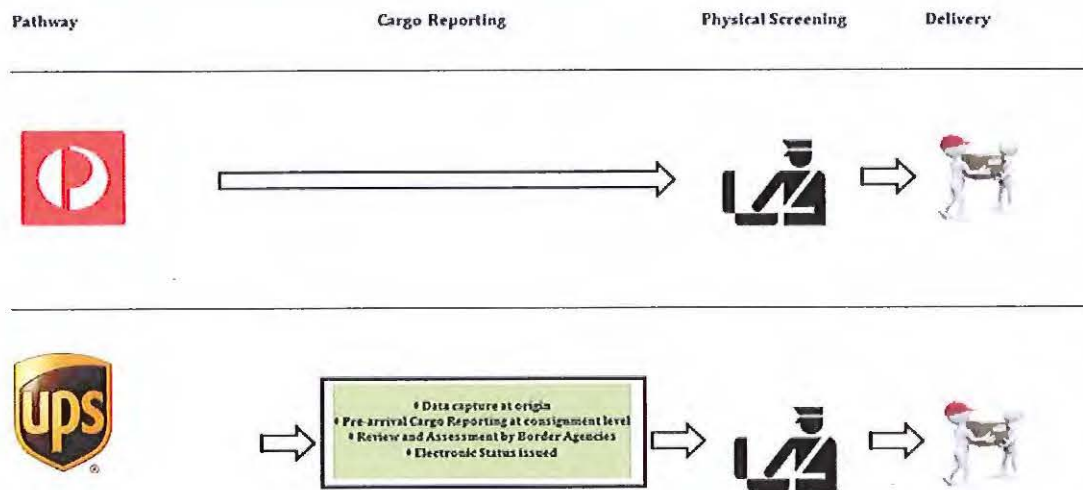 Pathway Cargo Reporting Physical Screening Delivery
ups
®
• Data capture at origin
• Pre-arrival Cargo Reporting at consignment level
• Review and Assessment by Border Agencies
• Electronic Status issued